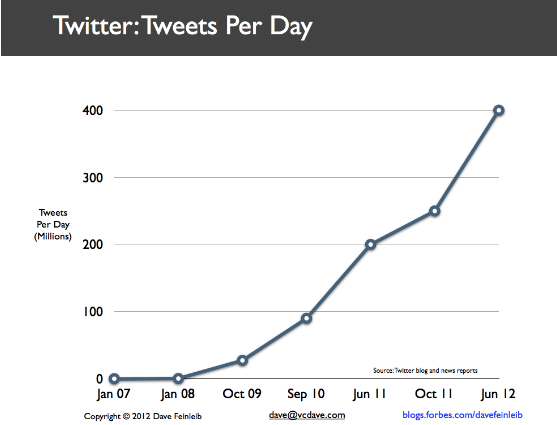 Twitter: Tweets Per Day
400
300
Tweets
Per Day
(Millions)
200
100
0
Source: Twitter blog and news reports
Jan 07 Jan 08 Oct 09 Sep 10 Jun 11 Oct 11 Jun 12
Copyright © 2012 Dave Feinleib dave@vcdave.com blogs.forbes.com/davefeinleib